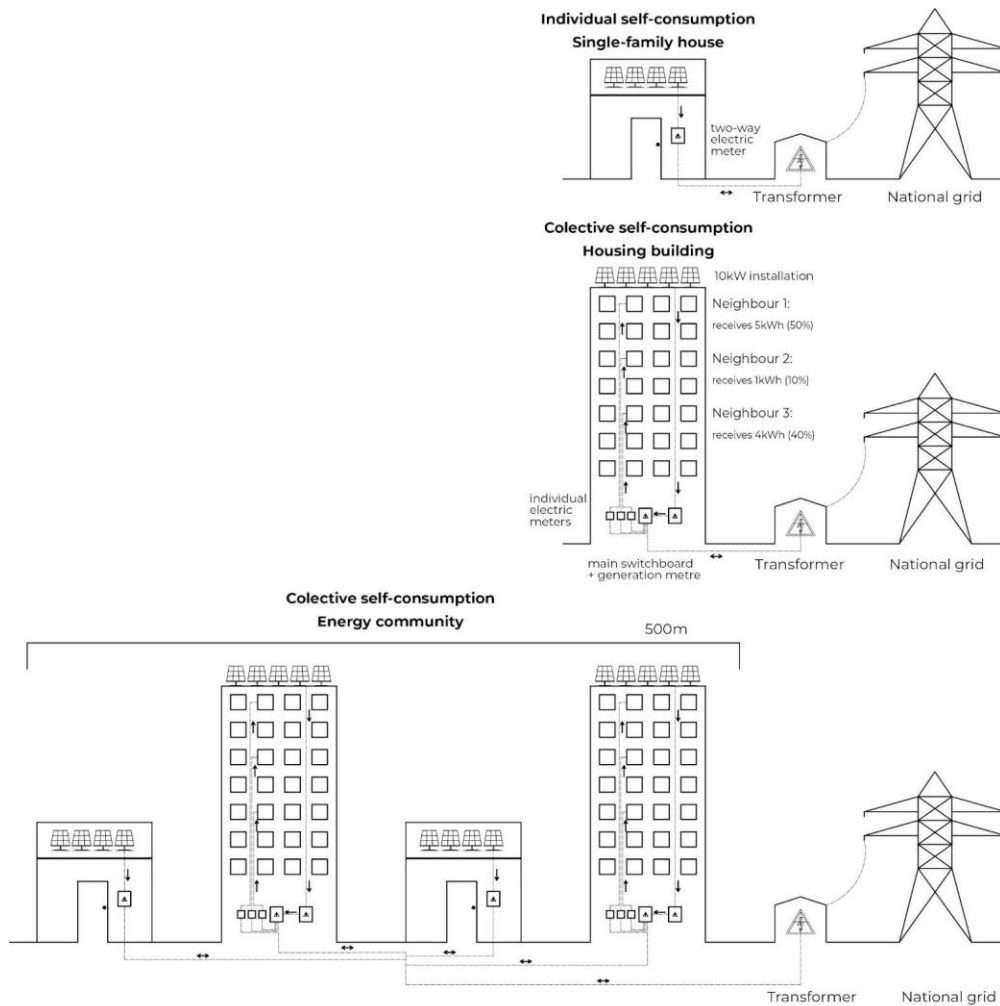 Individual self-consumption
Single-family house
two-way
electric
meter
Transformer
National grid
Colective self-consumption
Housing building
10kW installation
Neighbour 1:
receives 5kWh (50%)
Neighbour 2:
receives 1kWh (10%)
Neighbour 3:
receives 4kWh (40%)
individual
electric
meters
main switchboard
+ generation metre
Transformer
National grid
Colective self-consumption
Energy community
500m
Transformer
National grid